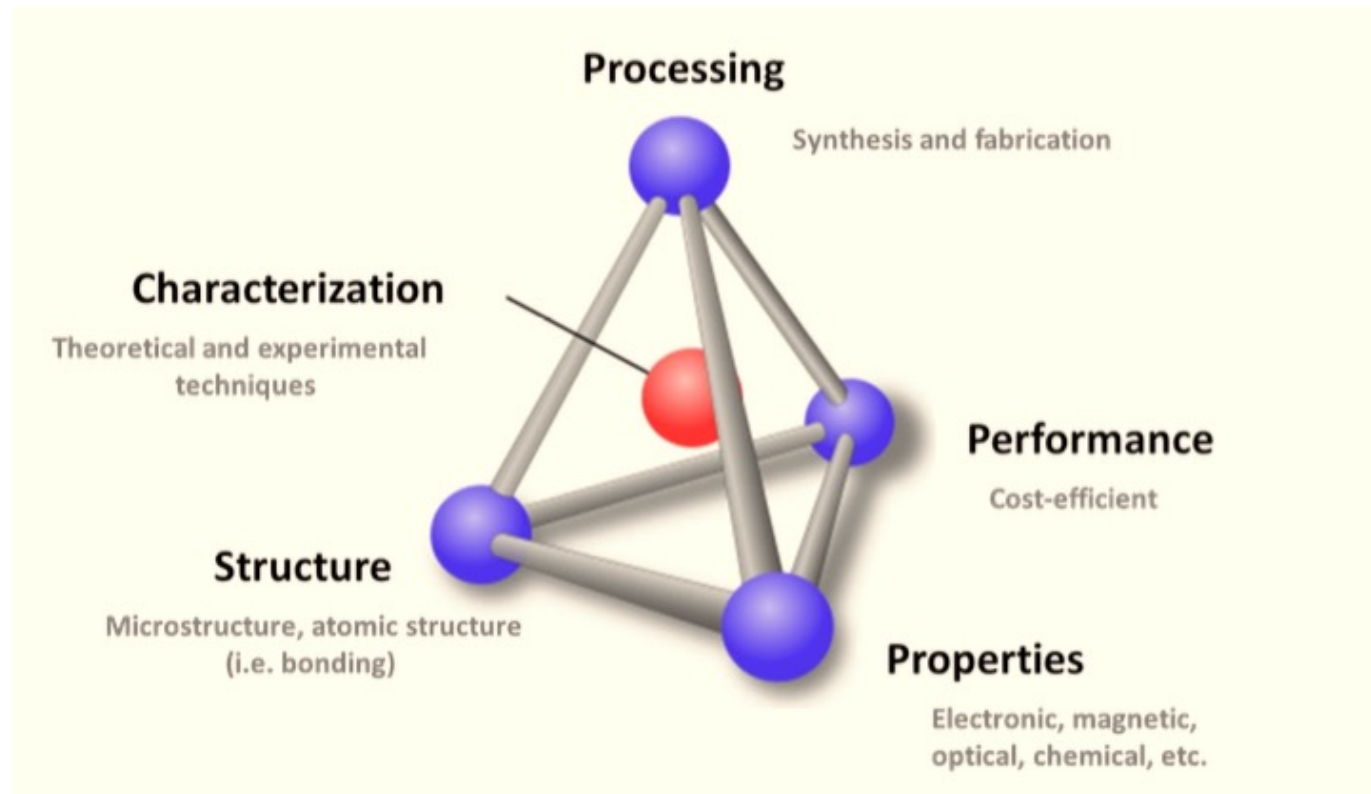 Processing
Synthesis and fabrication
Characterization
Theoretical and experimental
techniques
Performance
Cost-efficient
Structure
Microstructure, atomic structure
(i.e. bonding)
Properties
Electronic, magnetic,
optical, chemical, etc.